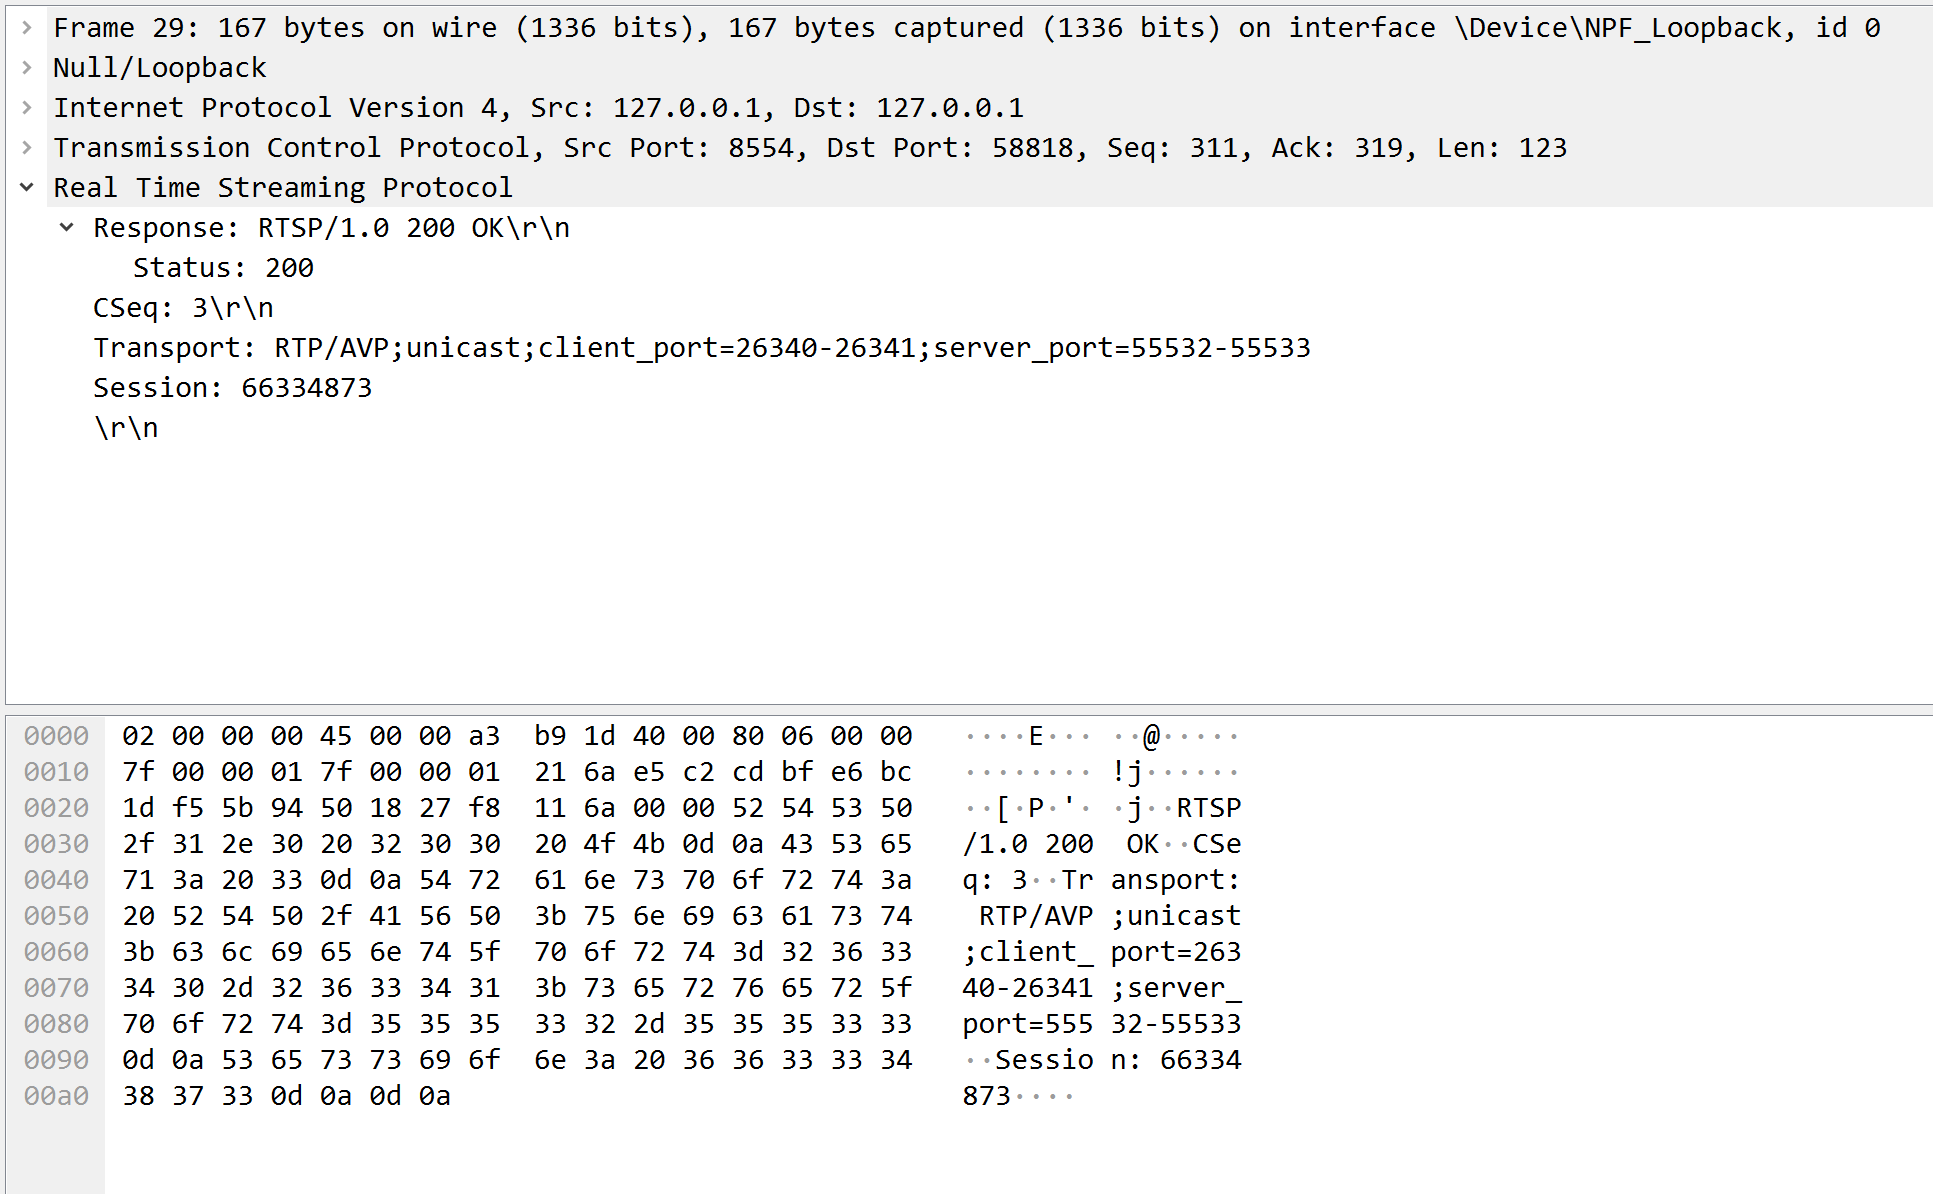 Frame 29: 167 bytes on wire (1336 bits), 167 bytes captured (1336 bits) on interface \Device\NPF_Loopback, id 0
Null/Loopback
Internet Protocol Version 4, Src: 127.0.0.1, Dst: 127.0.0.1
Transmission Control Protocol, Src Port: 8554, Dst Port: 58818, Seq: 311, Ack: 319, Len: 123
Real Time Streaming Protocol
Response: RTSP/1.0 200 OK\r\n
Status: 200
CSeq: 3\r\n
Transport: RTP/AVP;unicast;client_port=26340-26341;server_port=55532-55533
Session: 66334873
\r\n
0000 02 00 00 00 45 00 00 a3 b9 1d 40 00 80 06 00 00 ····E··· ··@·····
0010 7f 00 00 01 7f 00 00 01 21 6a e5 c2 cd bf e6 bc ········ !j······
0020 1d f5 5b 94 50 18 27 f8 11 6a 00 00 52 54 53 50 ··[·P·'· ·j··RTSP
0030 2f 31 2e 30 20 32 30 30 20 4f 4b 0d 0a 43 53 65 /1.0 200 OK··CSe
0040 71 3a 20 33 0d 0a 54 72 61 6e 73 70 6f 72 74 3a q: 3··Tr ansport:
0050 20 52 54 50 2f 41 56 50 3b 75 6e 69 63 61 73 74 RTP/AVP ;unicast
0060 3b 63 6c 69 65 6e 74 5f 70 6f 72 74 3d 32 36 33 ;client_ port=263
0070 34 30 2d 32 36 33 34 31 3b 73 65 72 76 65 72 5f 40-26341 ;server_
0080 70 6f 72 74 3d 35 35 35 33 32 2d 35 35 35 33 33 port=555 32-55533
0090 0d 0a 53 65 73 73 69 6f 6e 3a 20 36 36 33 33 34 ··Sessio n: 66334
00a0 38 37 33 0d 0a 0d 0a 873····